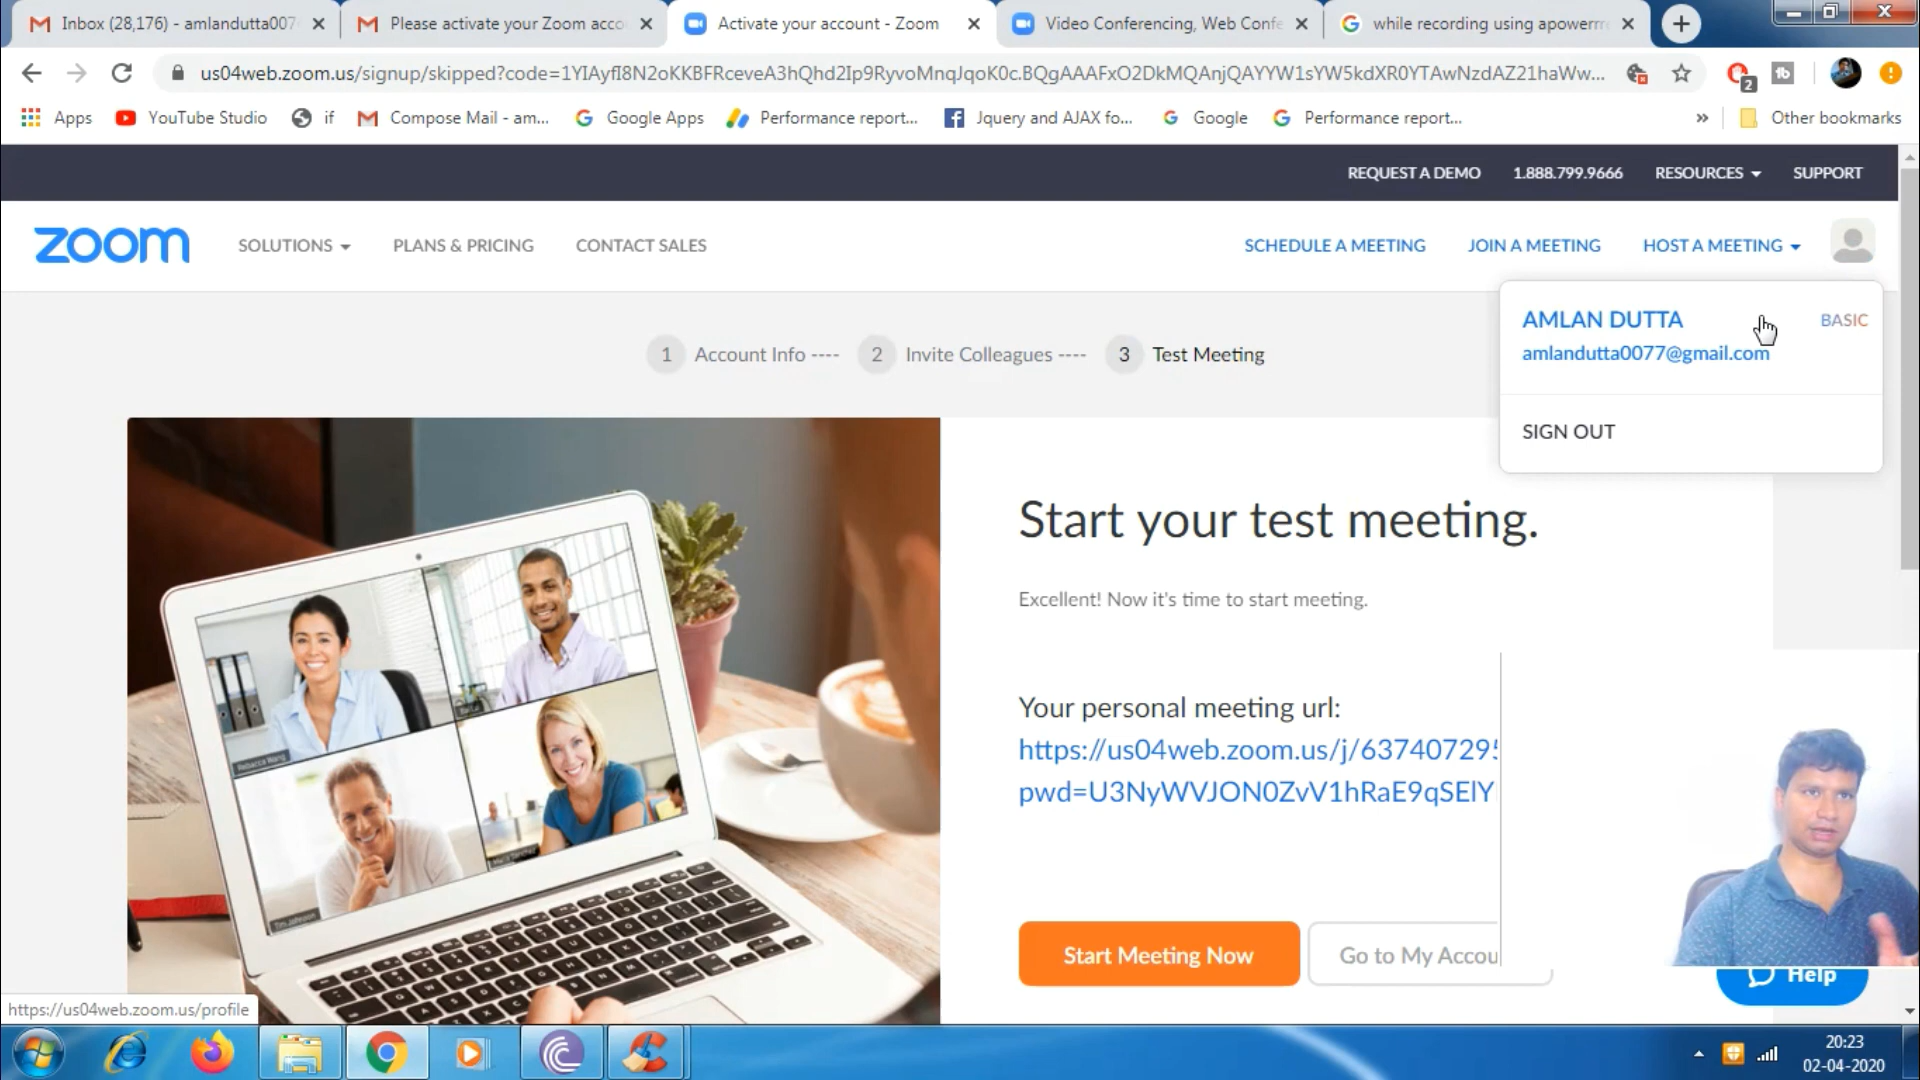 Inbox (28,176) - amlandutta007
Please activate your Zoom acco
Activate your account - Zoom
Video Conferencing, Web Confe
while recording using apowerr
us04web.zoom.us/signup/skipped?code=1YIAyfI8N2oKKBFRceveA3hQhd2Ip9RyvoMnqJqoK0c.BQgAAAFxO2DkMQAnjQAYYW1sYW5kdXR0YTAwNzdAZ21haWw...
2
Apps
YouTube Studio
if
Compose Mail - am...
Google Apps
Performance report...
Jquery and AJAX fo...
Google
Performance report...
»
Other bookmarks
REQUEST A DEMO
1.888.799.9666
RESOURCES
SUPPORT
zoom
SOLUTIONS
PLANS & PRICING
CONTACT SALES
SCHEDULE A MEETING
JOIN A MEETING
HOST A MEETING
AMLAN DUTTA
BASIC
amlandutta0077@gmail.com
SIGN OUT
1 Account Info ----
2 Invite Colleagues ----
3 Test Meeting
Start your test meeting.
Excellent! Now it's time to start meeting.
Your personal meeting url:
https://us04web.zoom.us/j/637407295
pwd=U3NyWVJON0ZvV1hRaE9qSElY
Start Meeting Now
Go to My Accou
Help
https://us04web.zoom.us/profile
20:23
02-04-2020